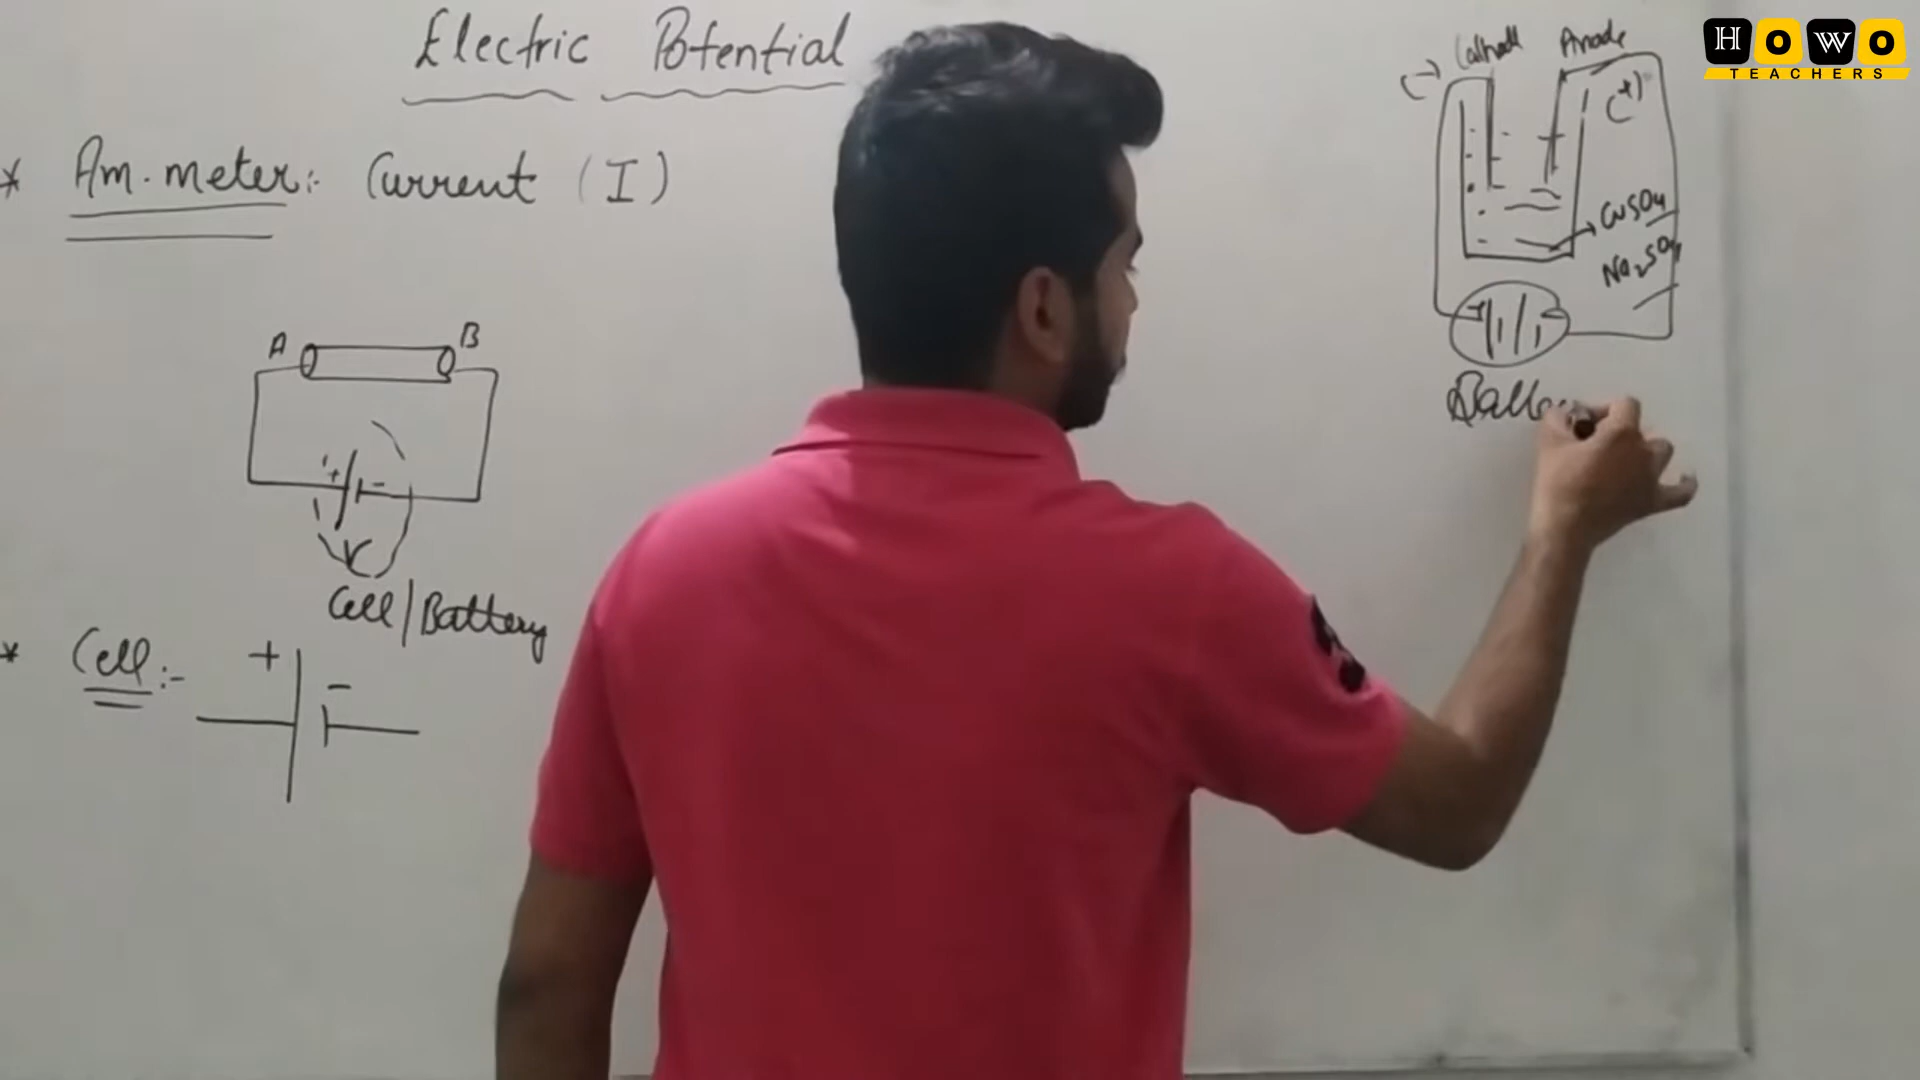 Electric Potential
* Am.meter:- Current (I)
A B
+ -
Cell/Battery
* Cell:- + -
(-) Cathode Anode (+)
CuSO4
Na2SO4
HOWO
TEACHERS